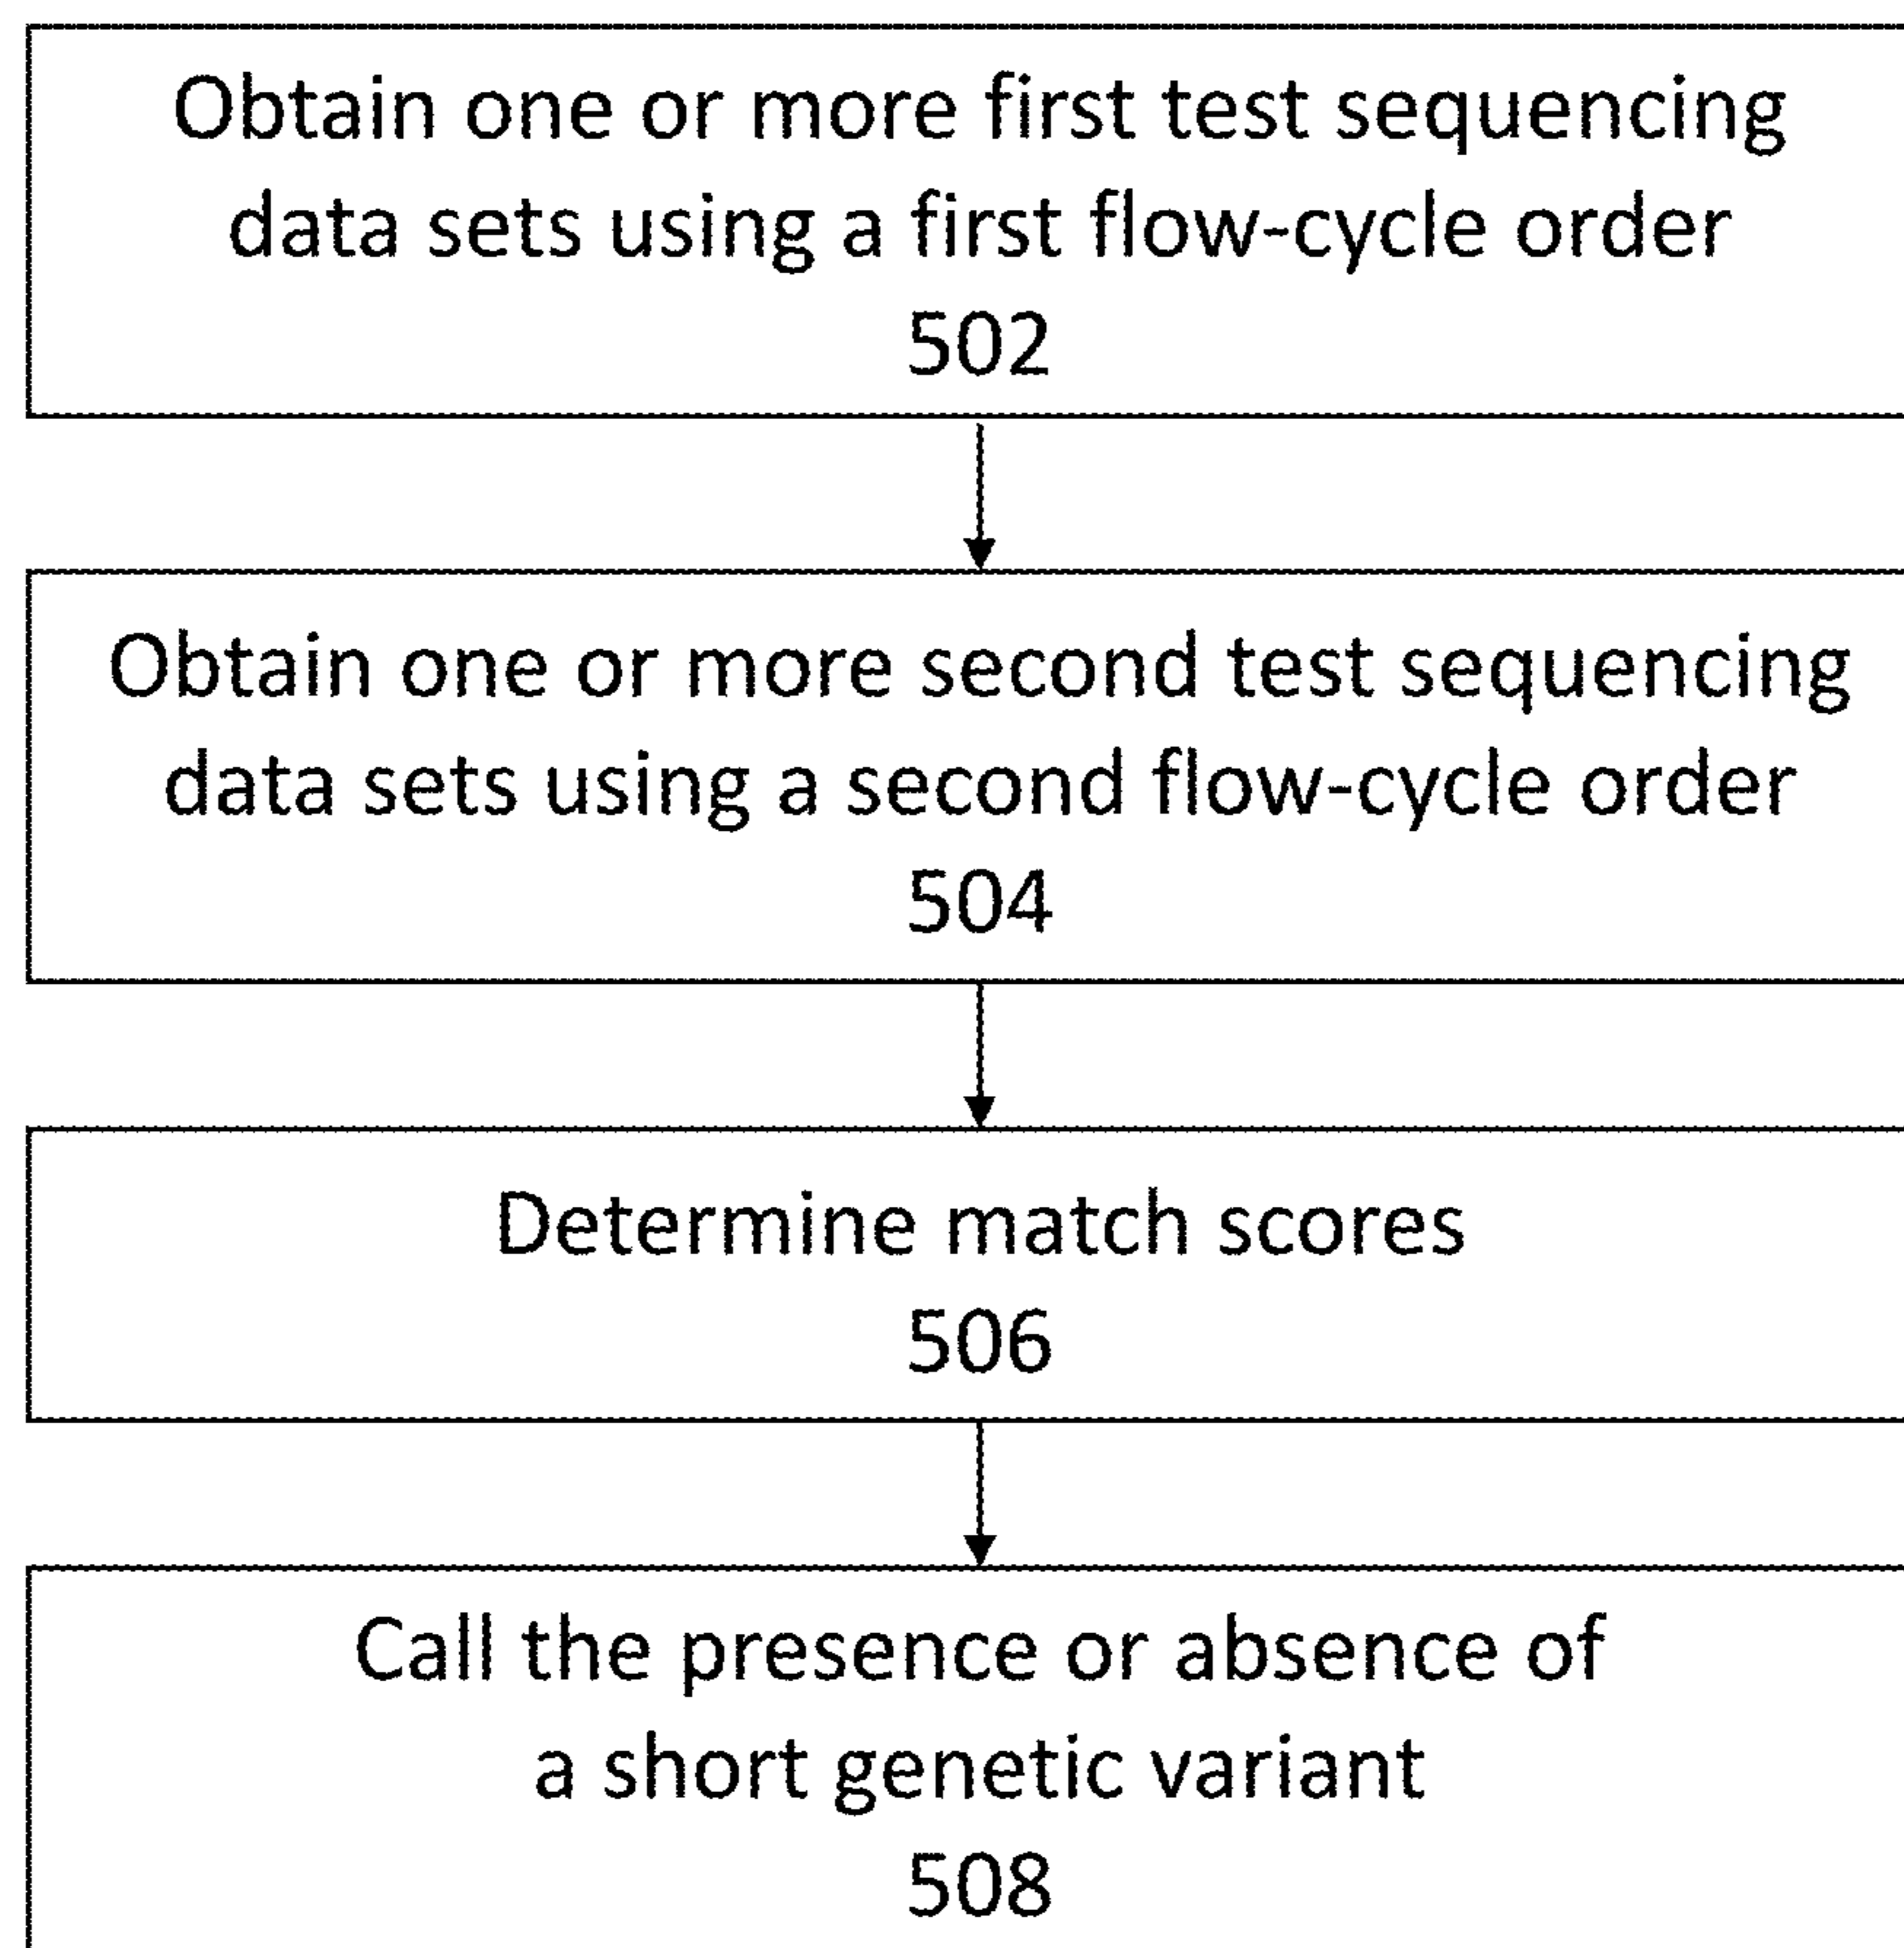 Obtain one or more first test sequencing
data sets using a first flow-cycle order
502
Obtain one or more second test sequencing
data sets using a second flow-cycle order
504
Determine match scores
506
Call the presence or absence of
a short genetic variant
508